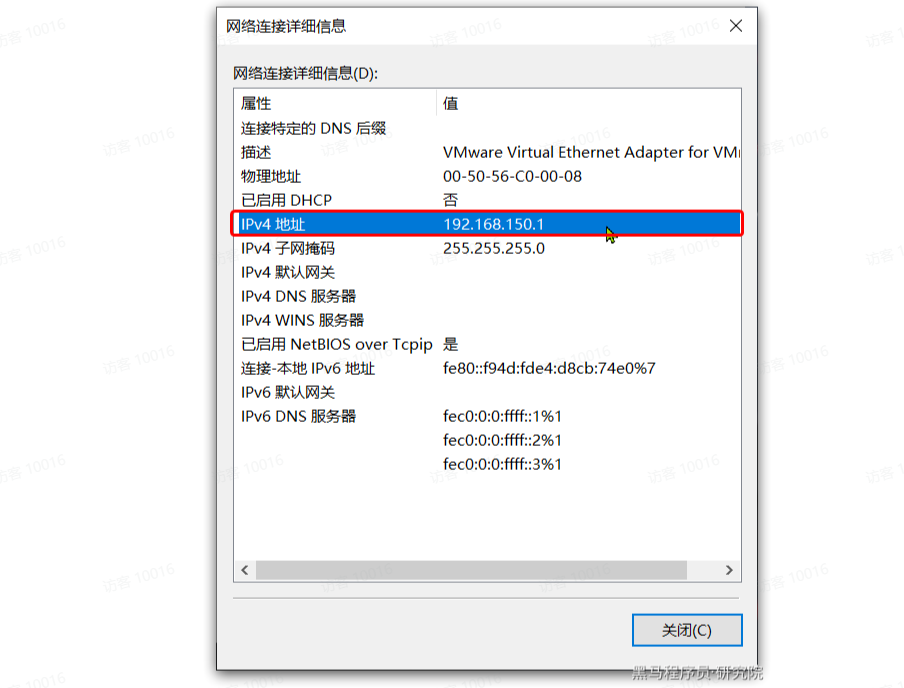 网络连接详细信息
网络连接详细信息(D):
属性 值
连接特定的 DNS 后缀
描述 VMware Virtual Ethernet Adapter for VM
物理地址 00-50-56-C0-00-08
已启用 DHCP 否
IPv4 地址 192.168.150.1
IPv4 子网掩码 255.255.255.0
IPv4 默认网关
IPv4 DNS 服务器
IPv4 WINS 服务器
已启用 NetBIOS over Tcpip 是
连接-本地 IPv6 地址 fe80::f94d:fde4:d8cb:74e0%7
IPv6 默认网关
IPv6 DNS 服务器 fec0:0:0:ffff::1%1
fec0:0:0:ffff::2%1
fec0:0:0:ffff::3%1
关闭(C)
黑马程序员-研究院
访客 10016